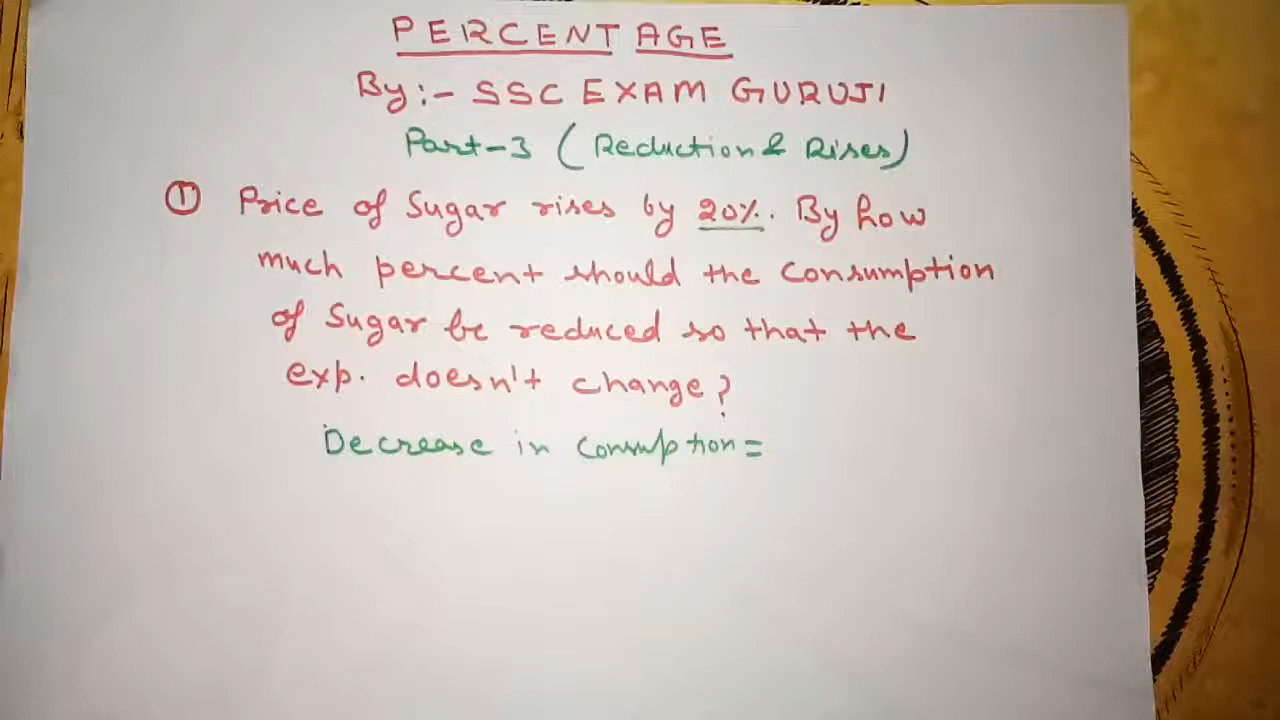 PERCENTAGE
By:- SSC EXAM GURUJI
Part-3 (Reduction & Rises)
① Price of Sugar rises by 20%. By how
much percent should the consumption
of Sugar be reduced so that the
exp. doesn't change?
Decrease in Consumption=